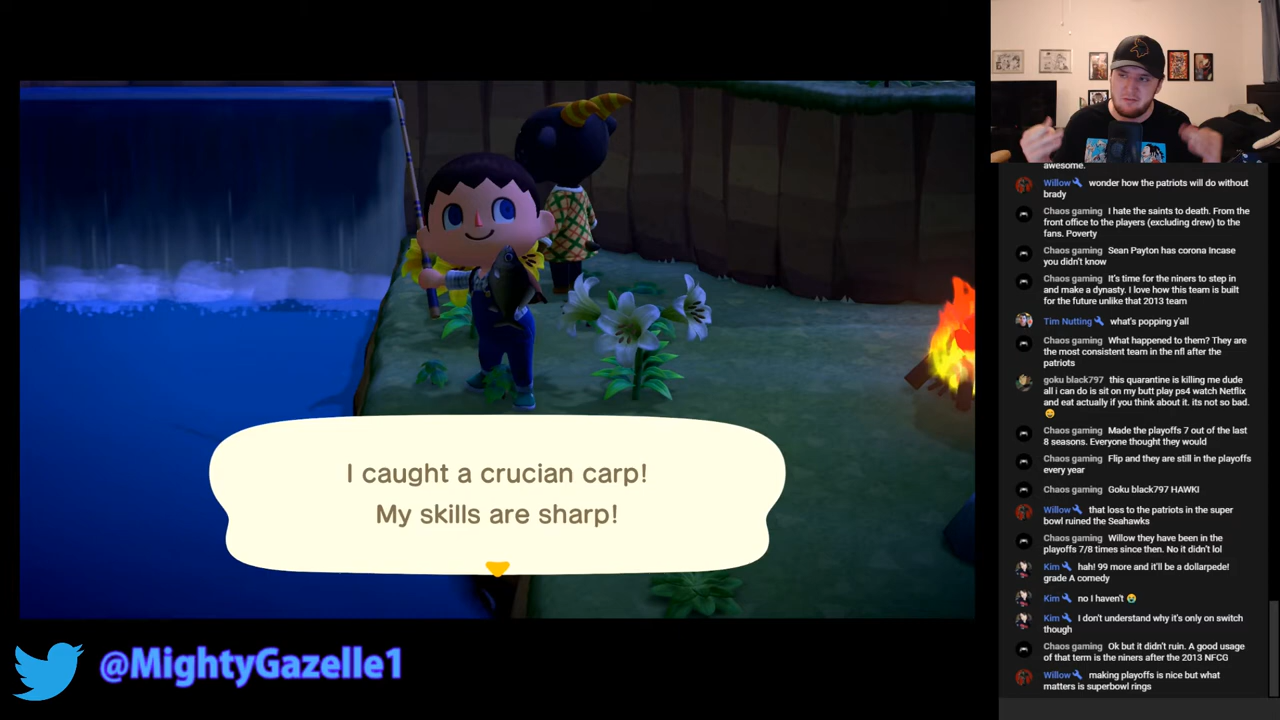 I caught a crucian carp!
My skills are sharp!
@MightyGazelle1
awesome.
Willow wonder how the patriots will do without
brady
Chaos gaming I hate the saints to death. From the
front office to the players (excluding drew) to the
fans. Poverty
Chaos gaming Sean Payton has corona Incase
you didn't know
Chaos gaming It's time for the niners to step in
and make a dynasty. I love how this team is built
for the future unlike that 2013 team
Tim Nutting what's popping y'all
Chaos gaming What happened to them? They are
the most consistent team in the nfl after the
patriots
goku black797 this quarantine is killing me dude
all i can do is sit on my butt play ps4 watch Netflix
and eat actually if you think about it. its not so bad.
😄
Chaos gaming Made the playoffs 7 out of the last
8 seasons. Everyone thought they would
Chaos gaming Flip and they are still in the playoffs
every year
Chaos gaming Goku black797 HAWKI
Willow that loss to the patriots in the super
bowl ruined the Seahawks
Chaos gaming Willow they have been in the
playoffs 7/8 times since then. No it didn't lol
Kim hah! 99 more and it'll be a dollarpede!
grade A comedy
Kim no I haven't 😭
Kim I don't understand why it's only on switch
though
Chaos gaming Ok but it didn't ruin. A good usage
of that term is the niners after the 2013 NFCG
Willow making playoffs is nice but what
matters is superbowl rings